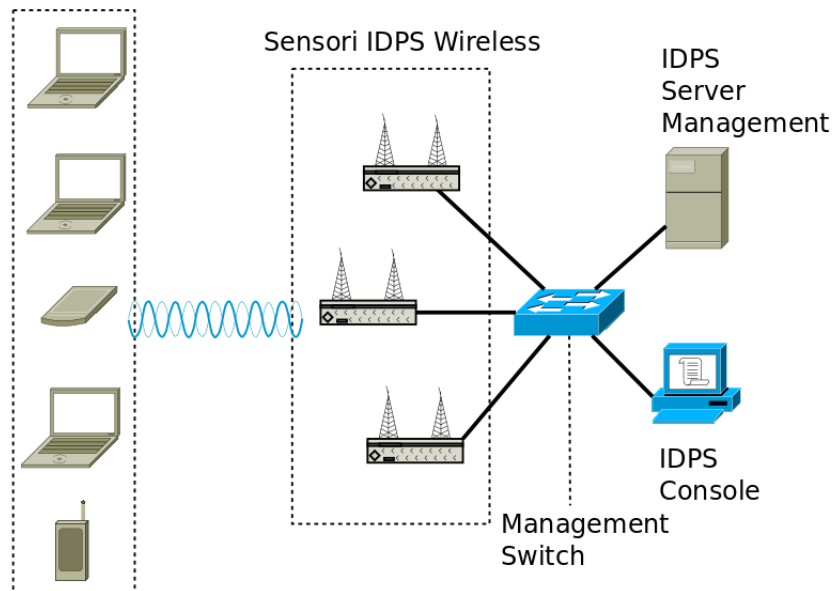 Sensori IDPS Wireless
IDPS
Server
Management
IDPS
Console
Management
Switch